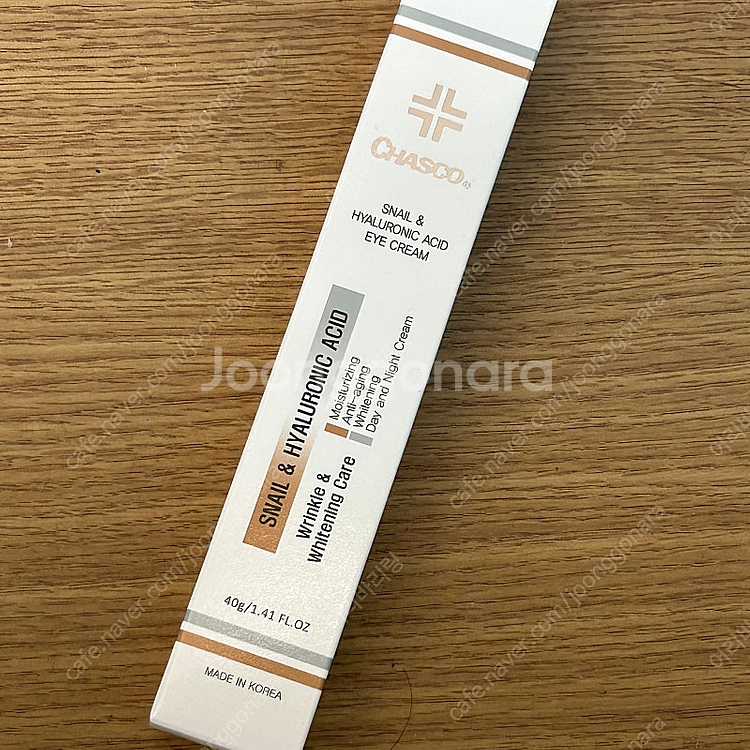 CHASCO
SNAIL &
HYALURONIC ACID
EYE CREAM
SNAIL & HYALURONIC ACID
Moisturizing
Anti-aging
Whitening
Day and Night Cream
Wrinkle &
Whitening Care
40g/1.41 FL.OZ
MADE IN KOREA
Joonggonara
cafe.naver.com/joonggonara